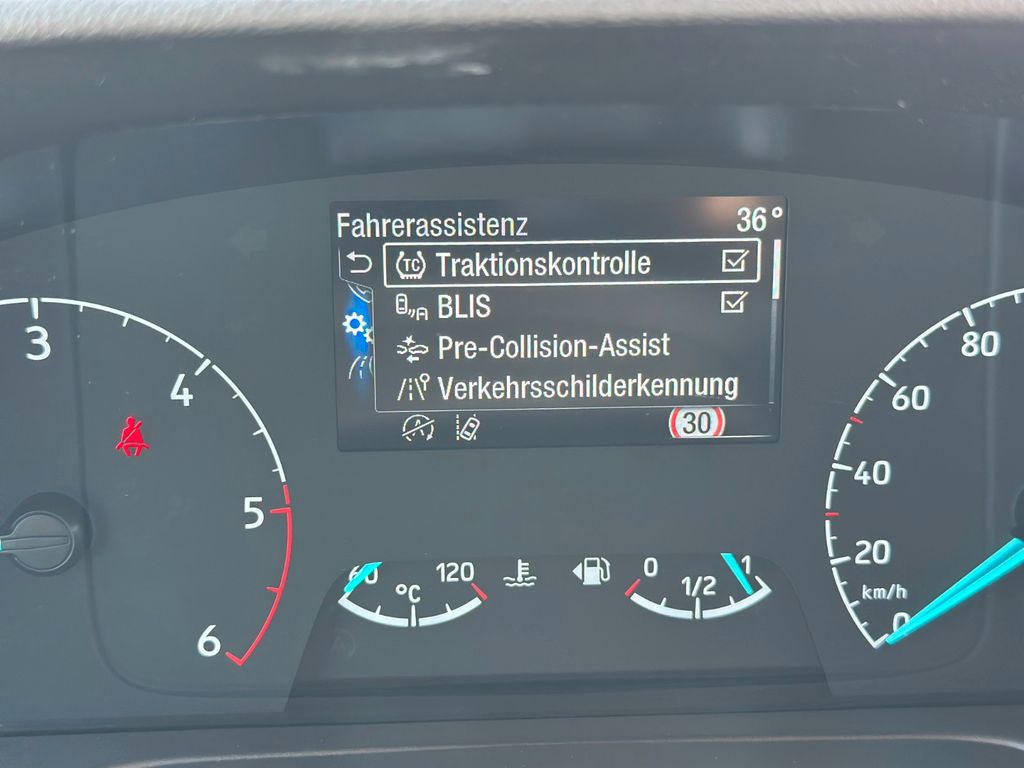 Fahrerassistenz 36°
TC Traktionskontrolle
A BLIS
Pre-Collision-Assist
Verkehrsschilderkennung
A 30
3
4
5
6
60 °C 120
0 1/2 1
80
60
40
20
km/h
0